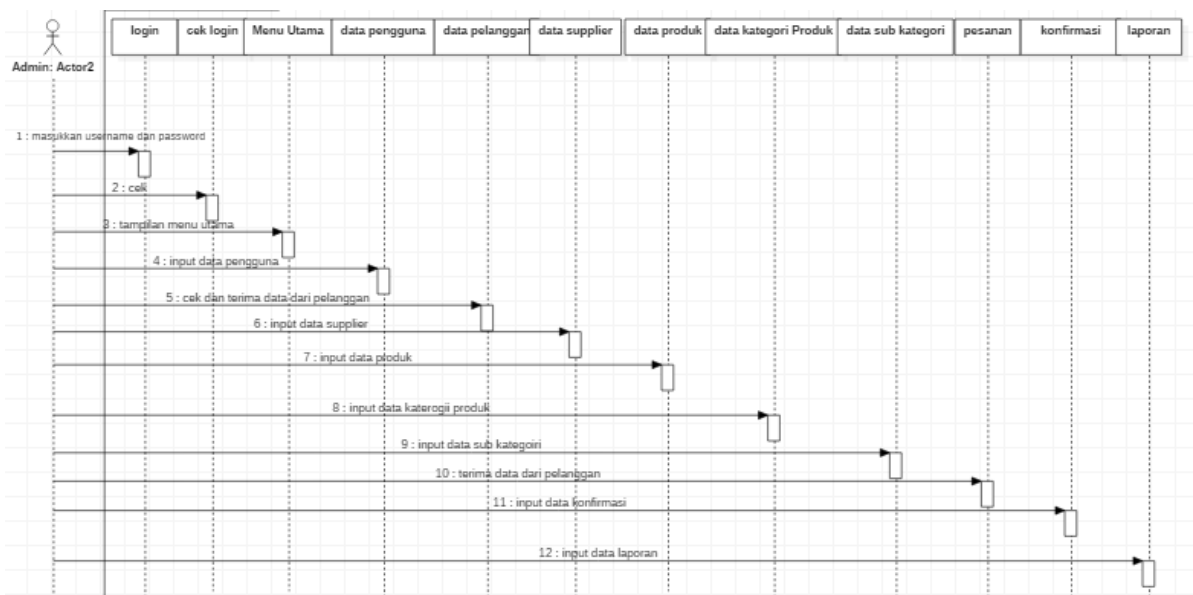 login
cek login
Menu Utama
data pengguna
data pelanggan
data supplier
data produk
data kategori Produk
data sub kategori
pesanan
konfirmasi
laporan
Admin: Actor2
1 : masukkan username dan password
2 : cek
3 : tampilan menu utama
4 : input data pengguna
5 : cek dan terima data dari pelanggan
6 : input data supplier
7 : input data produk
8 : input data katerogii produk
9 : input data sub kategoiri
10 : terima data dari pelanggan
11 : input data konfirmasi
12 : input data laporan